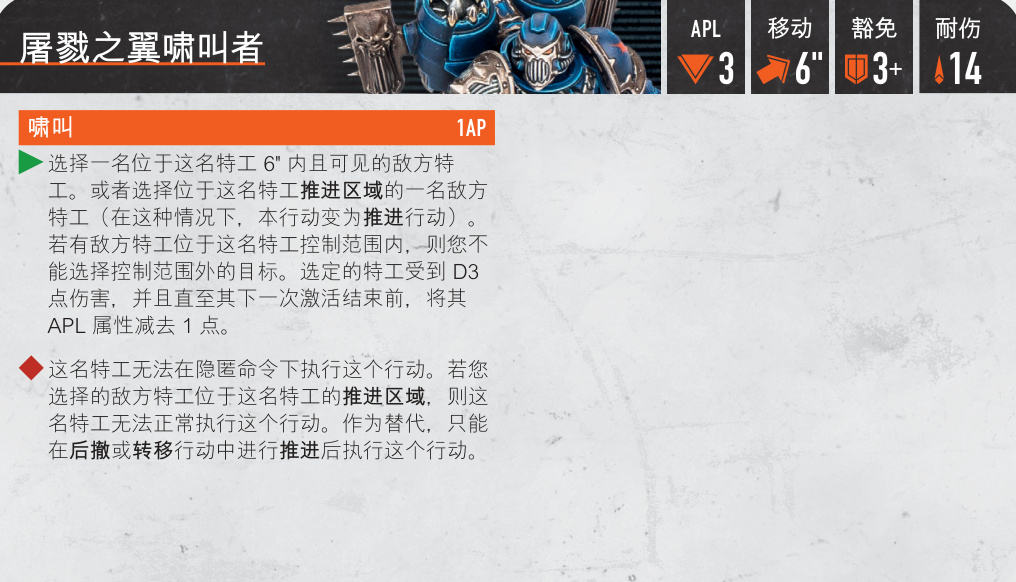 屠戮之翼啸叫者
APL
3
移动
6"
豁免
3+
耐伤
14
啸叫 1AP
选择一名位于这名特工 6" 内且可见的敌方特
工。或者选择位于这名特工推进区域的一名敌方
特工（在这种情况下，本行动变为推进行动）。
若有敌方特工位于这名特工控制范围内，则您不
能选择控制范围外的目标。选定的特工受到 D3
点伤害，并且直至其下一次激活结束前，将其
APL 属性减去 1 点。
这名特工无法在隐匿命令下执行这个行动。若您
选择的敌方特工位于这名特工的推进区域，则这
名特工无法正常执行这个行动。作为替代，只能
在后撤或转移行动中进行推进后执行这个行动。